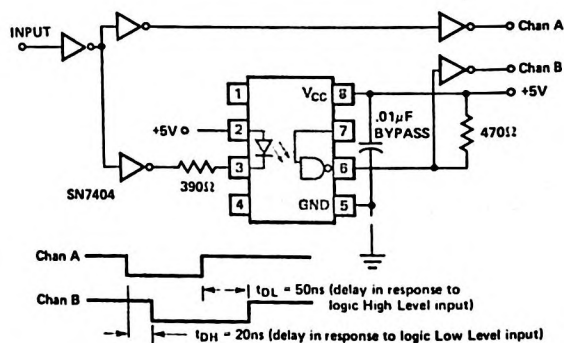 INPUT
Chan A
Chan B
+5V
1
VCC
8
.01μF
BYPASS
+5V
2
7
470Ω
3
6
SN7404
390Ω
4
GND
5
Chan A
tDL = 50ns (delay in response to
logic High Level input)
Chan B
tDH = 20ns (delay in response to logic Low Level input)